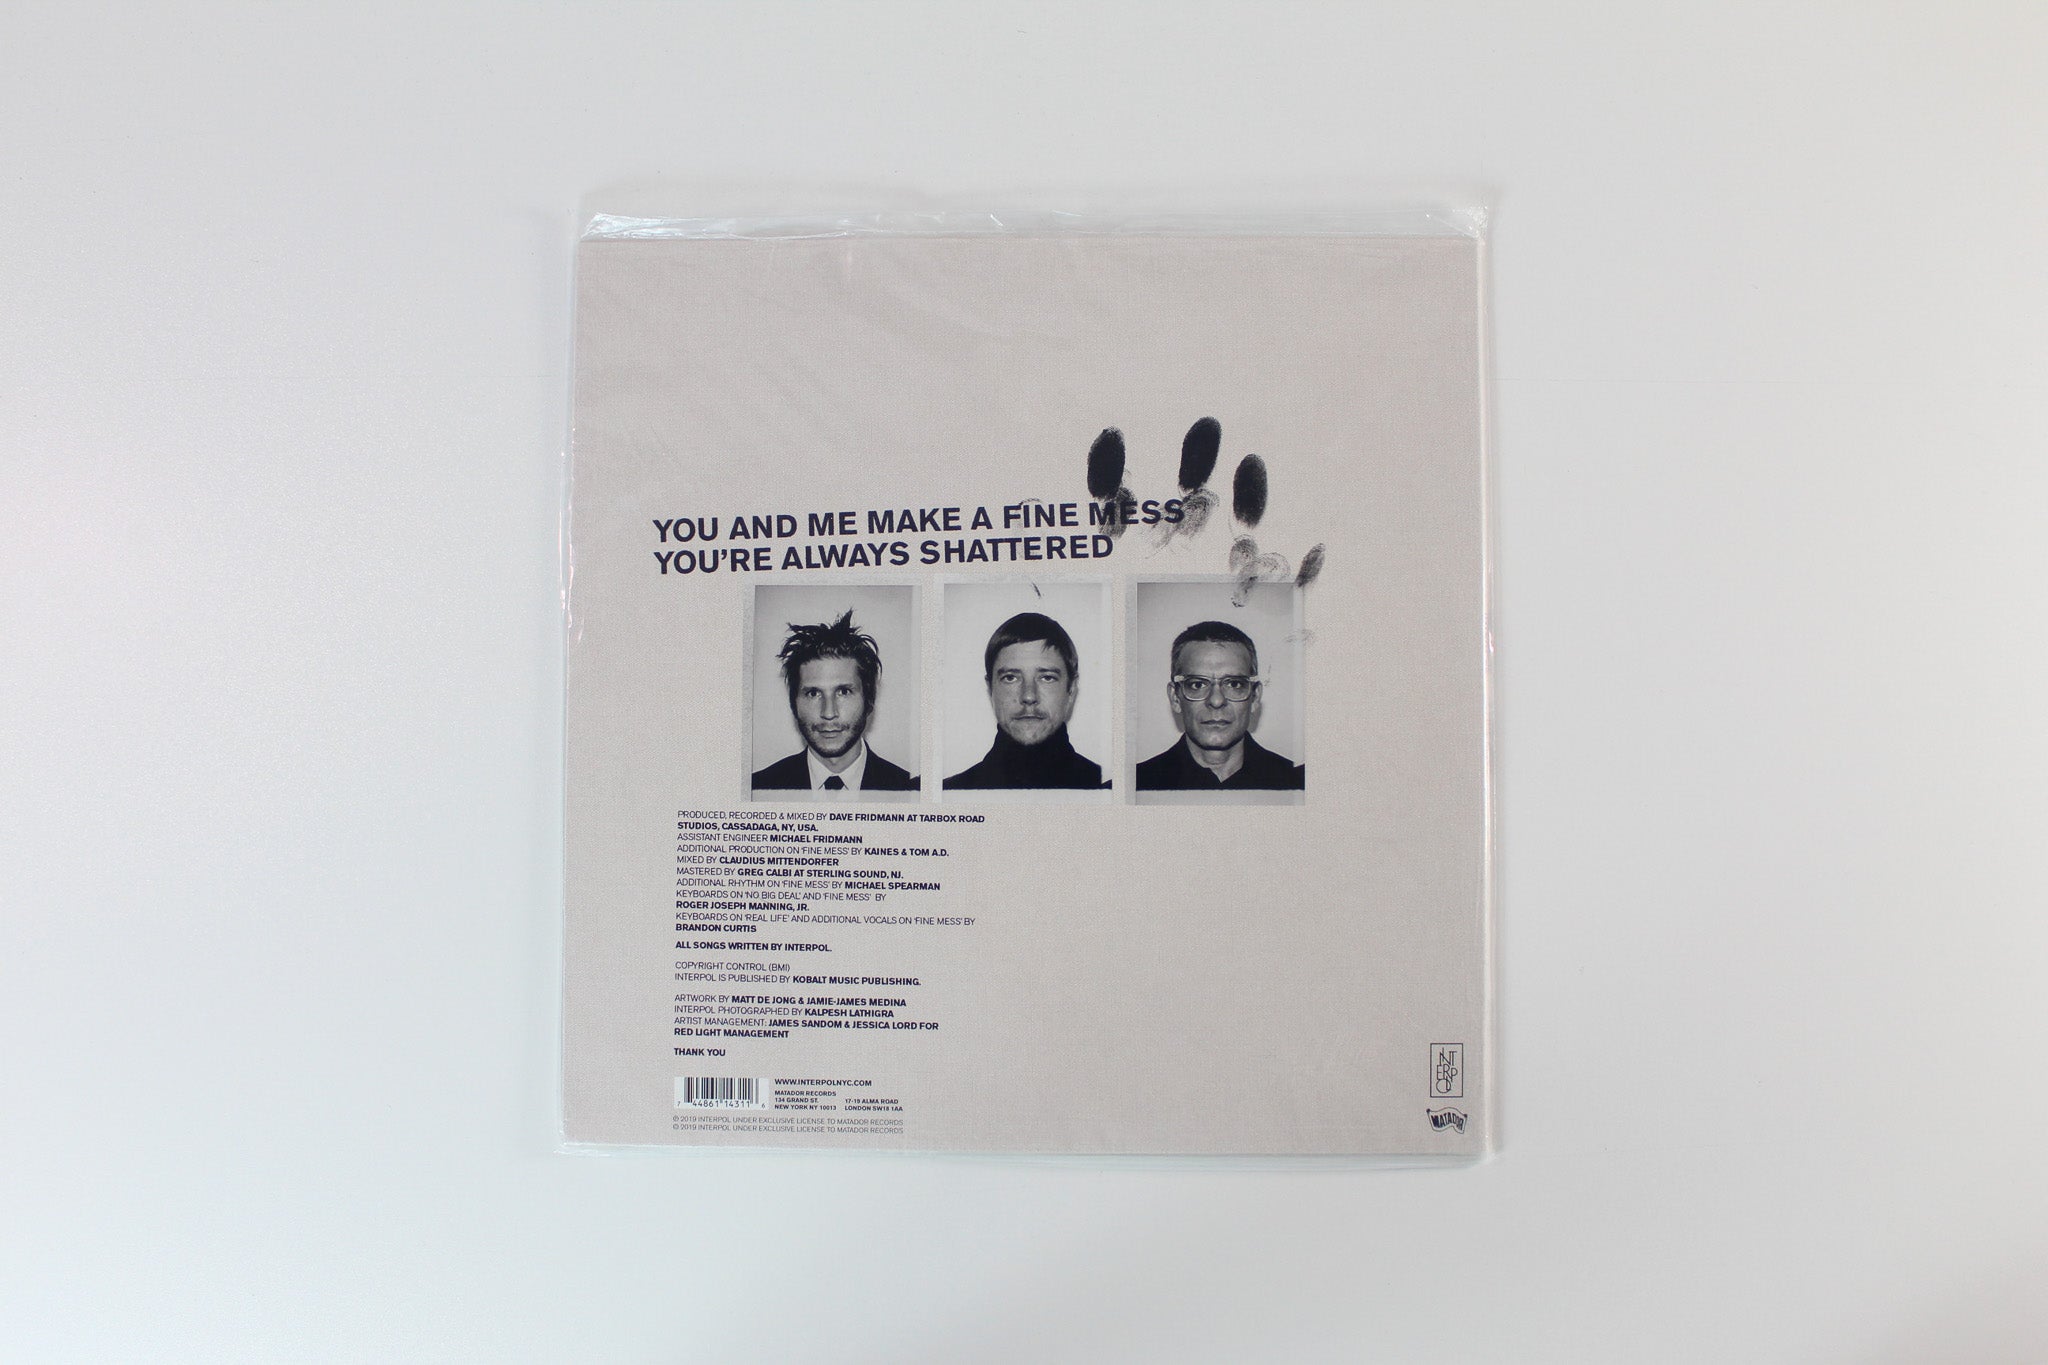 YOU AND ME MAKE A FINE MESS
YOU'RE ALWAYS SHATTERED
PRODUCED, RECORDED & MIXED BY DAVE FRIDMANN AT TARBOX ROAD
STUDIOS, CASSADAGA, NY, USA.
ASSISTANT ENGINEER MICHAEL FRIDMANN
ADDITIONAL PRODUCTION ON 'FINE MESS' BY KAINES & TOM A.D.
MIXED BY CLAUDIUS MITTENDORFER
MASTERED BY GREG CALBI AT STERLING SOUND, NJ.
ADDITIONAL RHYTHM ON 'FINE MESS' BY MICHAEL SPEARMAN
KEYBOARDS ON 'NO BIG DEAL' AND 'FINE MESS' BY
ROGER JOSEPH MANNING, JR.
KEYBOARDS ON 'REAL LIFE' AND ADDITIONAL VOCALS ON 'FINE MESS' BY
BRANDON CURTIS
ALL SONGS WRITTEN BY INTERPOL.
COPYRIGHT CONTROL (BMI)
INTERPOL IS PUBLISHED BY KOBALT MUSIC PUBLISHING.
ARTWORK BY MATT DE JONG & JAMIE-JAMES MEDINA
INTERPOL PHOTOGRAPHED BY KALPESH LATHIGRA
ARTIST MANAGEMENT: JAMES SANDOM & JESSICA LORD FOR
RED LIGHT MANAGEMENT
THANK YOU
7 44861 14311 6
WWW.INTERPOLNYC.COM
MATADOR RECORDS
134 GRAND ST. 17-19 ALMA ROAD
NEW YORK NY 10013 LONDON SW18 1AA
℗ 2019 INTERPOL UNDER EXCLUSIVE LICENSE TO MATADOR RECORDS
© 2019 INTERPOL UNDER EXCLUSIVE LICENSE TO MATADOR RECORDS
INT
ERP
OL
MATADOR